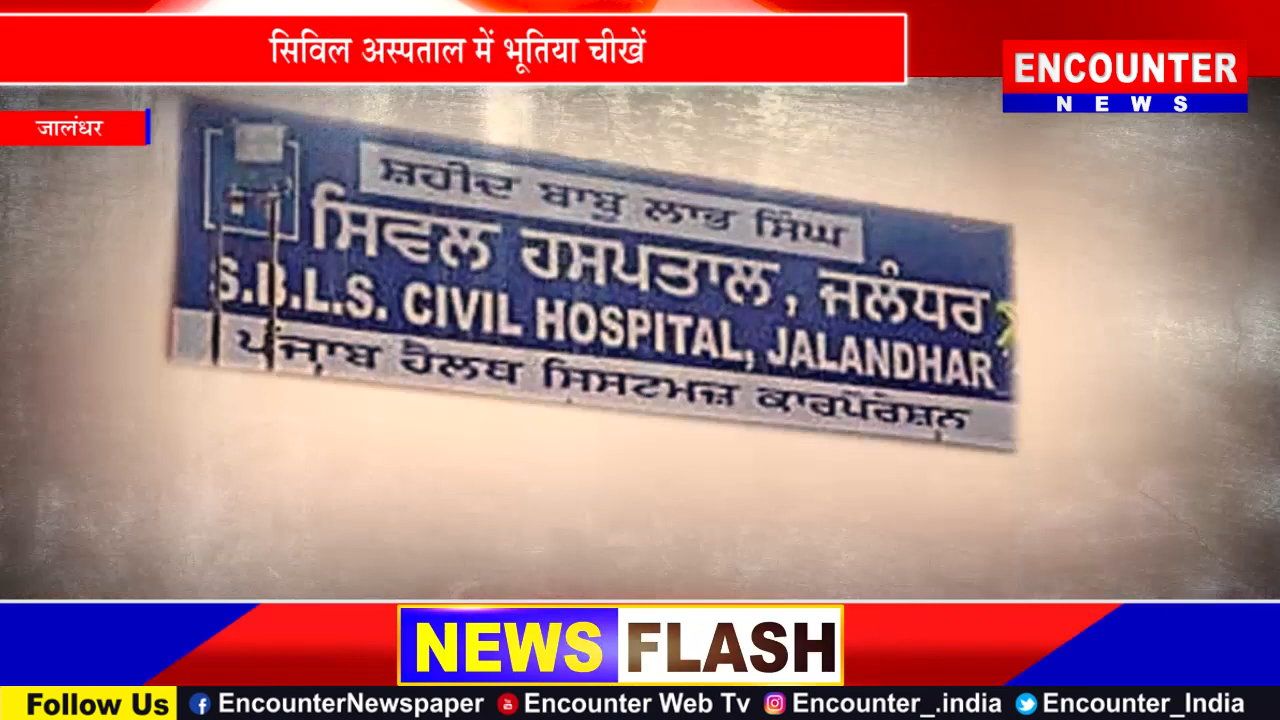 सिविल अस्पताल में भूतिया चीखें
ENCOUNTER
NEWS
जालंधर
ਸ਼ਹੀਦ ਬਾਬੂ ਲਾਭ ਸਿੰਘ
ਸਿਵਲ ਹਸਪਤਾਲ, ਜਲੰਧਰ
S.B.L.S. CIVIL HOSPITAL, JALANDHAR
ਪੰਜਾਬ ਹੈਲਥ ਸਿਸਟਮਜ਼ ਕਾਰਪੋਰੇਸ਼ਨ
NEWS FLASH
Follow Us EncounterNewspaper Encounter Web Tv Encounter_.india Encounter_India